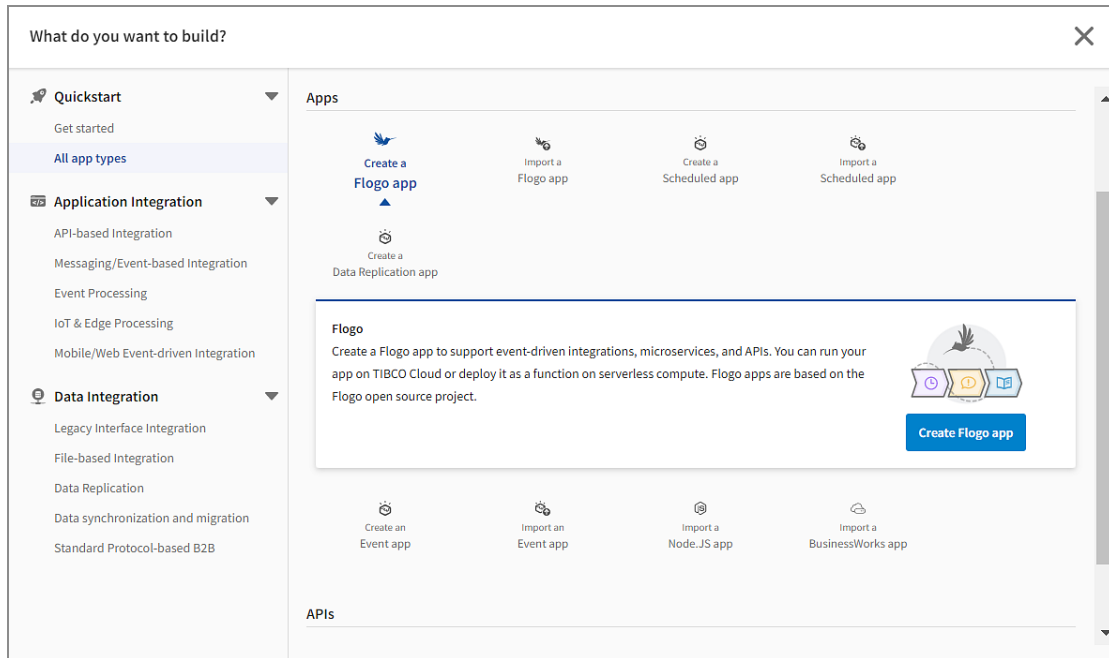 What do you want to build?
Quickstart
Get started
All app types
Application Integration
API-based Integration
Messaging/Event-based Integration
Event Processing
IoT & Edge Processing
Mobile/Web Event-driven Integration
Data Integration
Legacy Interface Integration
File-based Integration
Data Replication
Data synchronization and migration
Standard Protocol-based B2B
Apps
Create a
Flogo app
Import a
Flogo app
Create a
Scheduled app
Import a
Scheduled app
Create a
Data Replication app
Flogo
Create a Flogo app to support event-driven integrations, microservices, and APIs. You can run your
app on TIBCO Cloud or deploy it as a function on serverless compute. Flogo apps are based on the
Flogo open source project.
Create Flogo app
Create an
Event app
Import an
Event app
Import a
Node.JS app
Import a
BusinessWorks app
APIs